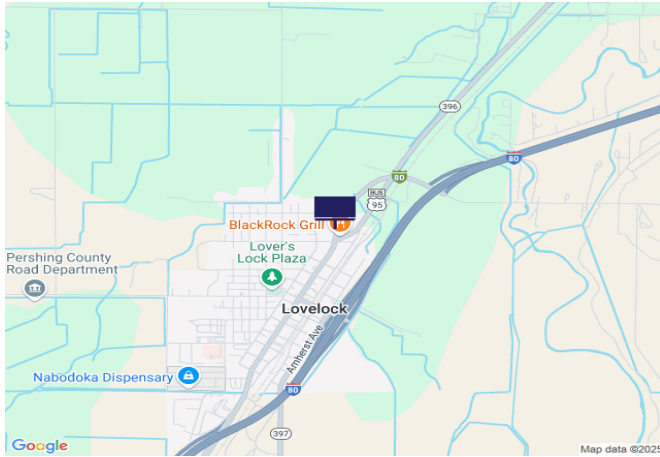 396
80
80
BUS
95
BlackRock Grill
Lover's
Lock Plaza
Pershing County
Road Department
Lovelock
Amherst Ave
Nabodoka Dispensary
80
397
Google
Map data ©2025